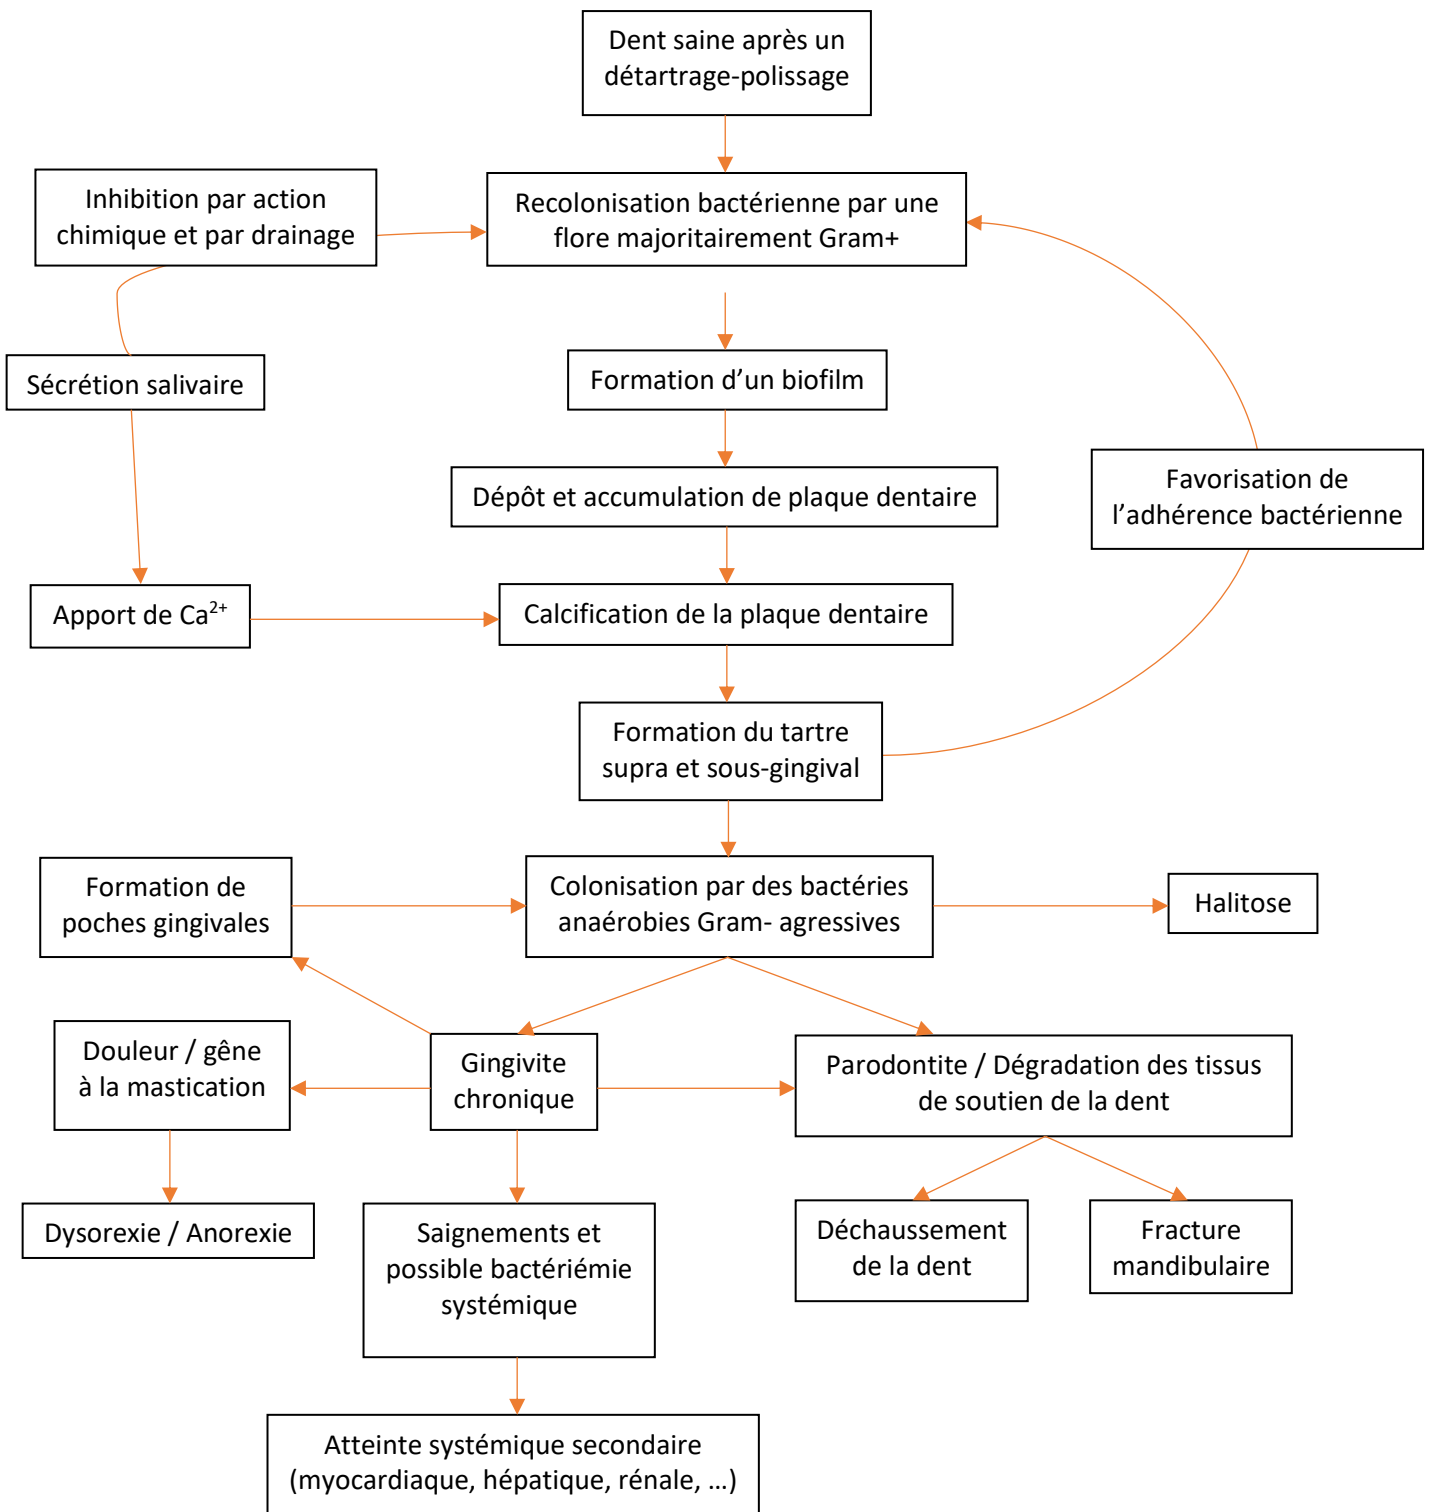 Dent saine après un
détartrage-polissage
Inhibition par action
chimique et par drainage
Recolonisation bactérienne par une
flore majoritairement Gram+
Sécrétion salivaire
Formation d’un biofilm
Dépôt et accumulation de plaque dentaire
Favorisation de
l’adhérence bactérienne
Apport de Ca²⁺
Calcification de la plaque dentaire
Formation du tartre
supra et sous-gingival
Formation de
poches gingivales
Colonisation par des bactéries
anaérobies Gram- agressives
Halitose
Douleur / gêne
à la mastication
Gingivite
chronique
Parodontite / Dégradation des tissus
de soutien de la dent
Dysorexie / Anorexie
Saignements et
possible bactériémie
systémique
Déchaussement
de la dent
Fracture
mandibulaire
Atteinte systémique secondaire
(myocardiaque, hépatique, rénale, …)